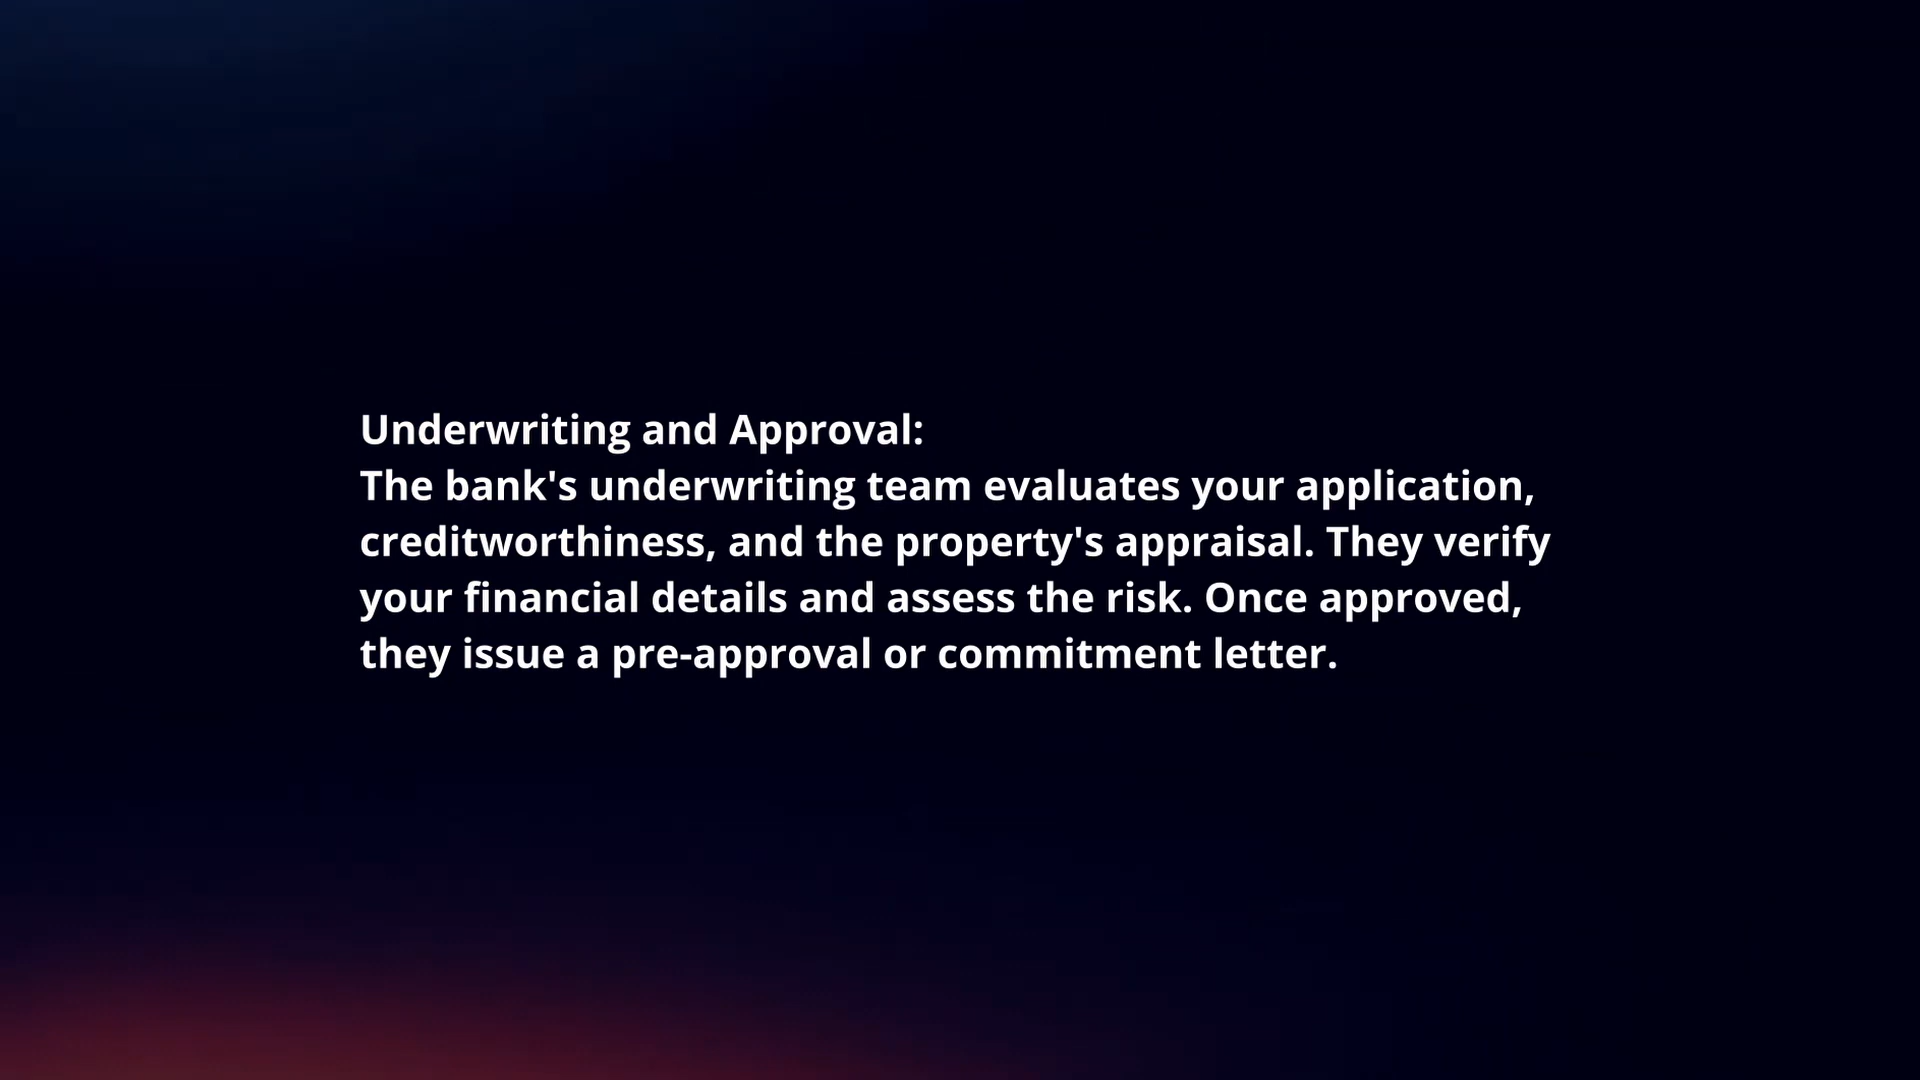 Underwriting and Approval:
The bank's underwriting team evaluates your application,
creditworthiness, and the property's appraisal. They verify
your financial details and assess the risk. Once approved,
they issue a pre-approval or commitment letter.